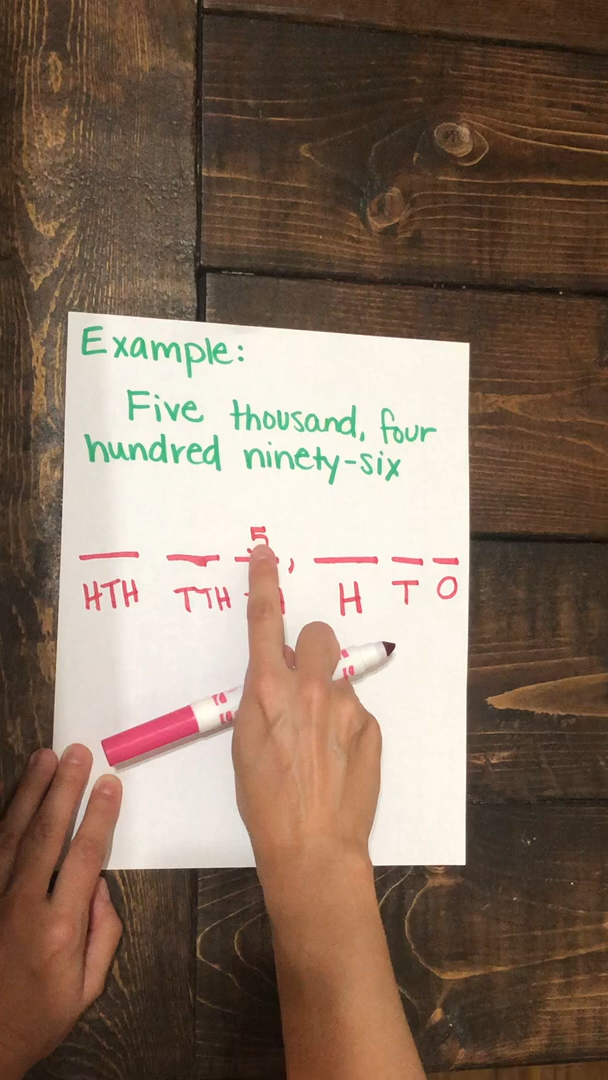 Example:
Five thousand, four
hundred ninety-six
5
,
HTH TTH H T O